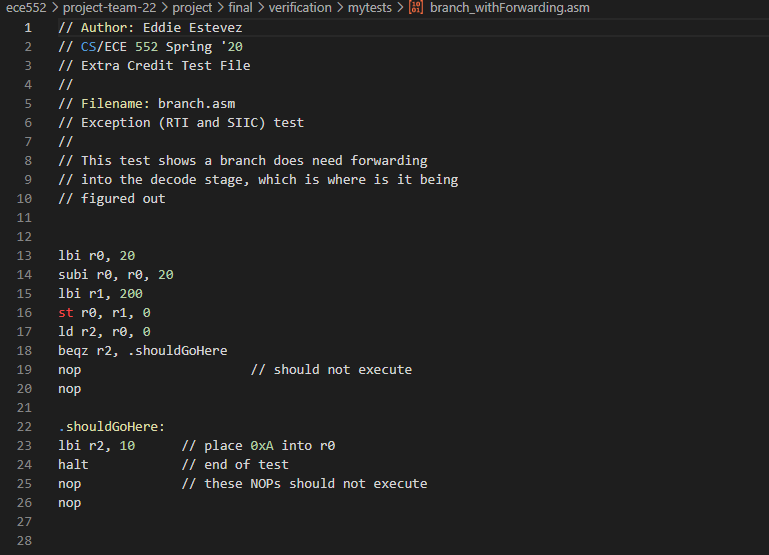 ece552 > project-team-22 > project > final > verification > mytests > branch_withForwarding.asm
1 // Author: Eddie Estevez
2 // CS/ECE 552 Spring '20
3 // Extra Credit Test File
4 //
5 // Filename: branch.asm
6 // Exception (RTI and SIIC) test
7 //
8 // This test shows a branch does need forwarding
9 // into the decode stage, which is where is it being
10 // figured out
11
12
13 lbi r0, 20
14 subi r0, r0, 20
15 lbi r1, 200
16 st r0, r1, 0
17 ld r2, r0, 0
18 beqz r2, .shouldGoHere
19 nop // should not execute
20 nop
21
22 .shouldGoHere:
23 lbi r2, 10 // place 0xA into r0
24 halt // end of test
25 nop // these NOPs should not execute
26 nop
27
28